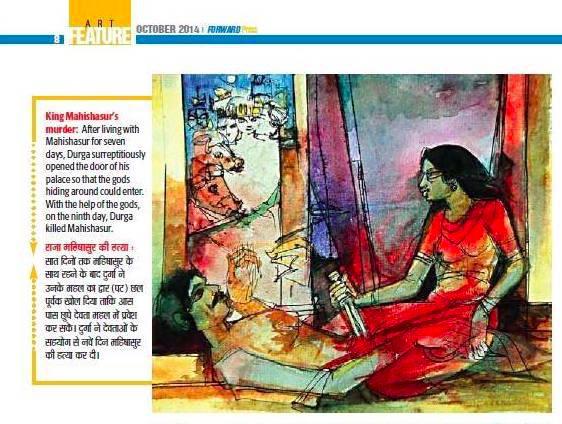 ART
8 FEATURE OCTOBER 2014 | FORWARD Press
King Mahishasur's
murder: After living with
Mahishasur for seven
days, Durga surreptitiously
opened the door of his
palace so that the gods
hiding around could enter.
With the help of the gods,
on the ninth day, Durga
killed Mahishasur.
राजा महिषासुर की हत्या :
सात दिनों तक महिषासुर के
साथ रहने के बाद दुर्गा ने
उनके महल का द्वार (पट) छल
पूर्वक खोल दिया ताकि आस
पास छुपे देवता महल में प्रवेश
कर सकें। दुर्गा ने देवताओं के
सहयोग से नवें दिन महिषासुर
की हत्या कर दी।